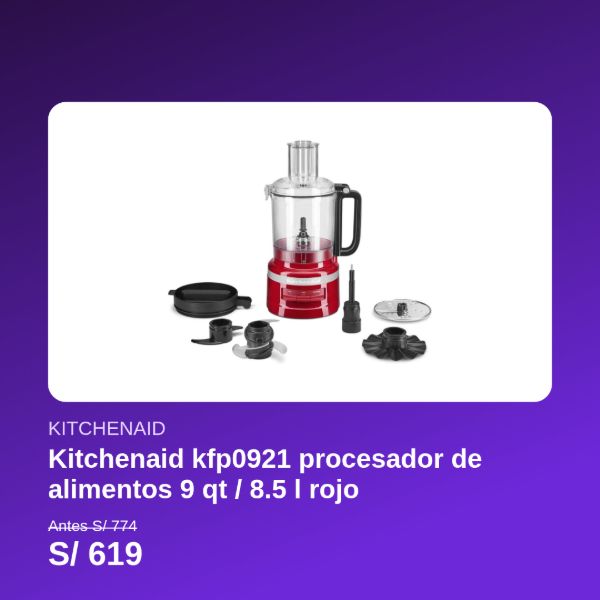 KITCHENAID
Kitchenaid kfp0921 procesador de
alimentos 9 qt / 8.5 l rojo
Antes S/ 774
S/ 619